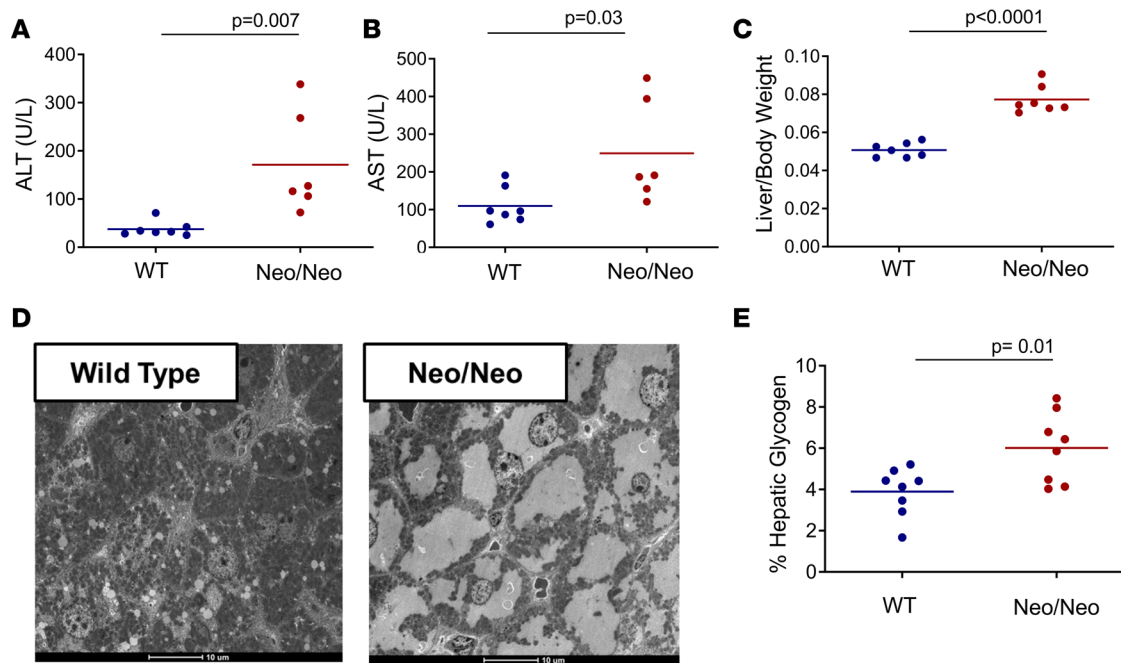 A
p=0.007
ALT (U/L)
400
300
200
100
0
WT
Neo/Neo
B
p=0.03
AST (U/L)
500
400
300
200
100
0
WT
Neo/Neo
C
p<0.0001
Liver/Body Weight
0.10
0.08
0.06
0.04
0.02
0.00
WT
Neo/Neo
D
Wild Type
10 um
Neo/Neo
10 um
E
p= 0.01
% Hepatic Glycogen
10
8
6
4
2
0
WT
Neo/Neo